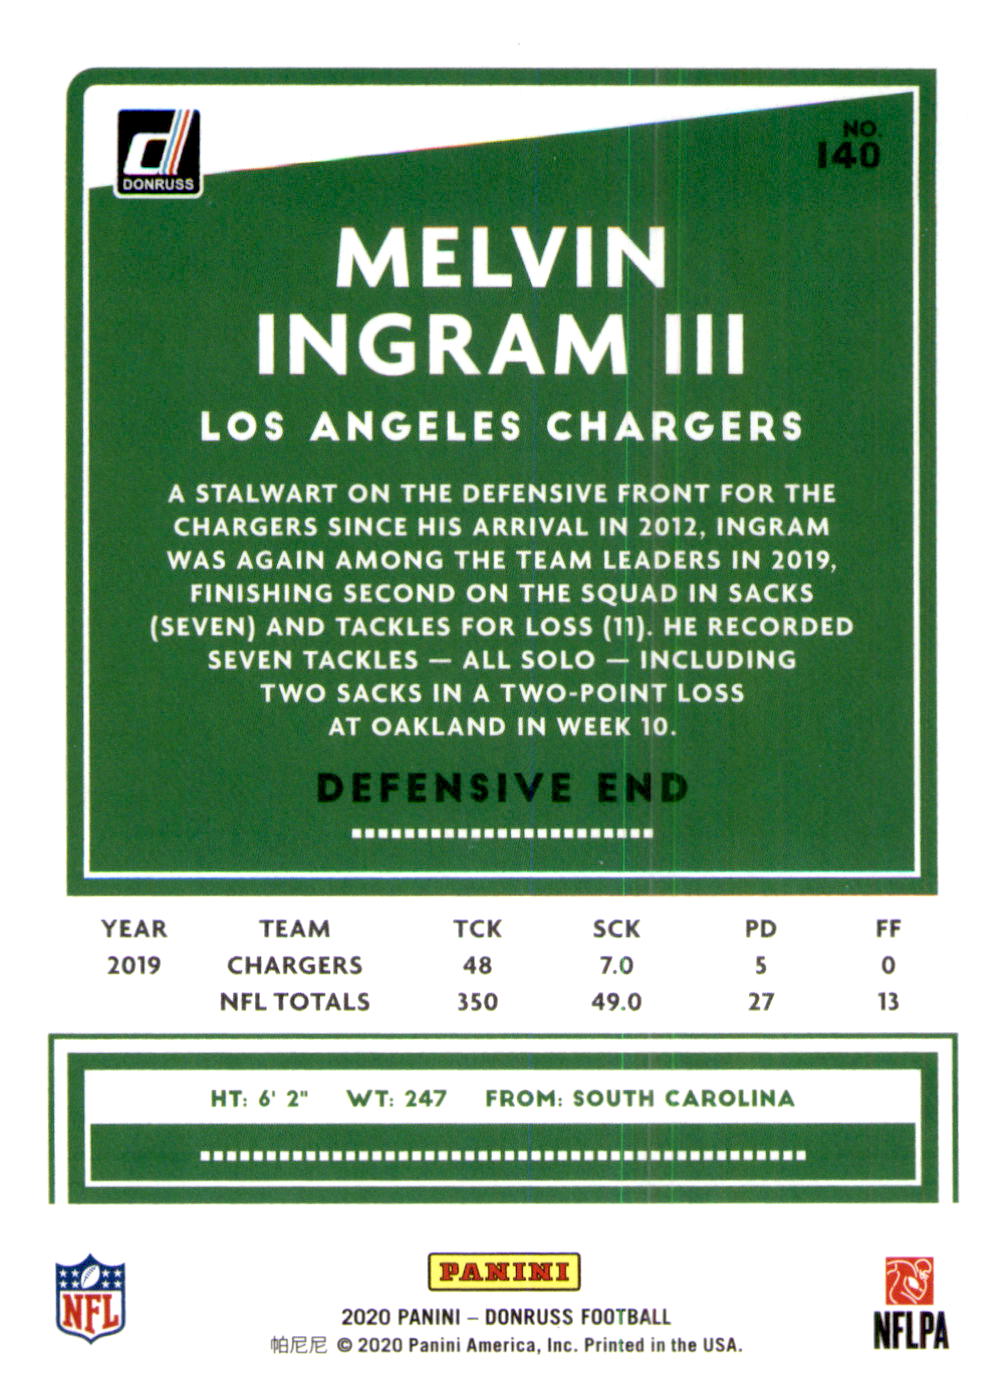 DONRUSS
NO.
140
MELVIN
INGRAM III
LOS ANGELES CHARGERS
A STALWART ON THE DEFENSIVE FRONT FOR THE
CHARGERS SINCE HIS ARRIVAL IN 2012, INGRAM
WAS AGAIN AMONG THE TEAM LEADERS IN 2019,
FINISHING SECOND ON THE SQUAD IN SACKS
(SEVEN) AND TACKLES FOR LOSS (11). HE RECORDED
SEVEN TACKLES — ALL SOLO — INCLUDING
TWO SACKS IN A TWO-POINT LOSS
AT OAKLAND IN WEEK 10.
DEFENSIVE END
YEAR TEAM TCK SCK PD FF
2019 CHARGERS 48 7.0 5 0
NFL TOTALS 350 49.0 27 13
HT: 6' 2" WT: 247 FROM: SOUTH CAROLINA
NFL
PANINI
NFLPA
2020 PANINI – DONRUSS FOOTBALL
帕尼尼 © 2020 Panini America, Inc. Printed in the USA.